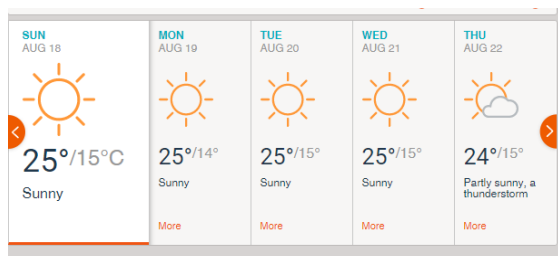 SUN
AUG 18
25°/15°C
Sunny
MON
AUG 19
25°/14°
Sunny
More
TUE
AUG 20
25°/15°
Sunny
More
WED
AUG 21
25°/15°
Sunny
More
THU
AUG 22
24°/15°
Partly sunny, a
thunderstorm
More